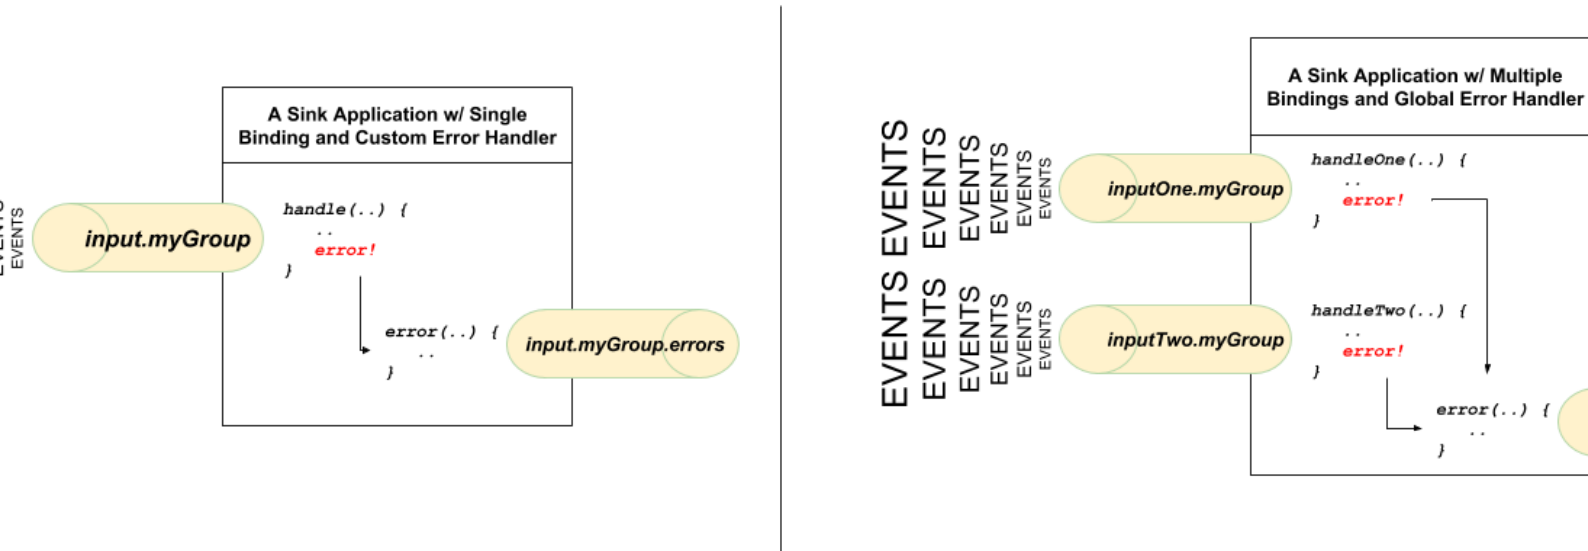 A Sink Application w/ Single
Binding and Custom Error Handler
EVENTS
EVENTS
input.myGroup
handle(..) {
..
error!
}
error(..) {
..
}
input.myGroup.errors
A Sink Application w/ Multiple
Bindings and Global Error Handler
EVENTS
EVENTS
EVENTS
EVENTS
EVENTS
EVENTS
inputOne.myGroup
handleOne(..) {
..
error!
}
EVENTS
EVENTS
EVENTS
EVENTS
EVENTS
EVENTS
inputTwo.myGroup
handleTwo(..) {
..
error!
}
error(..) {
..
}